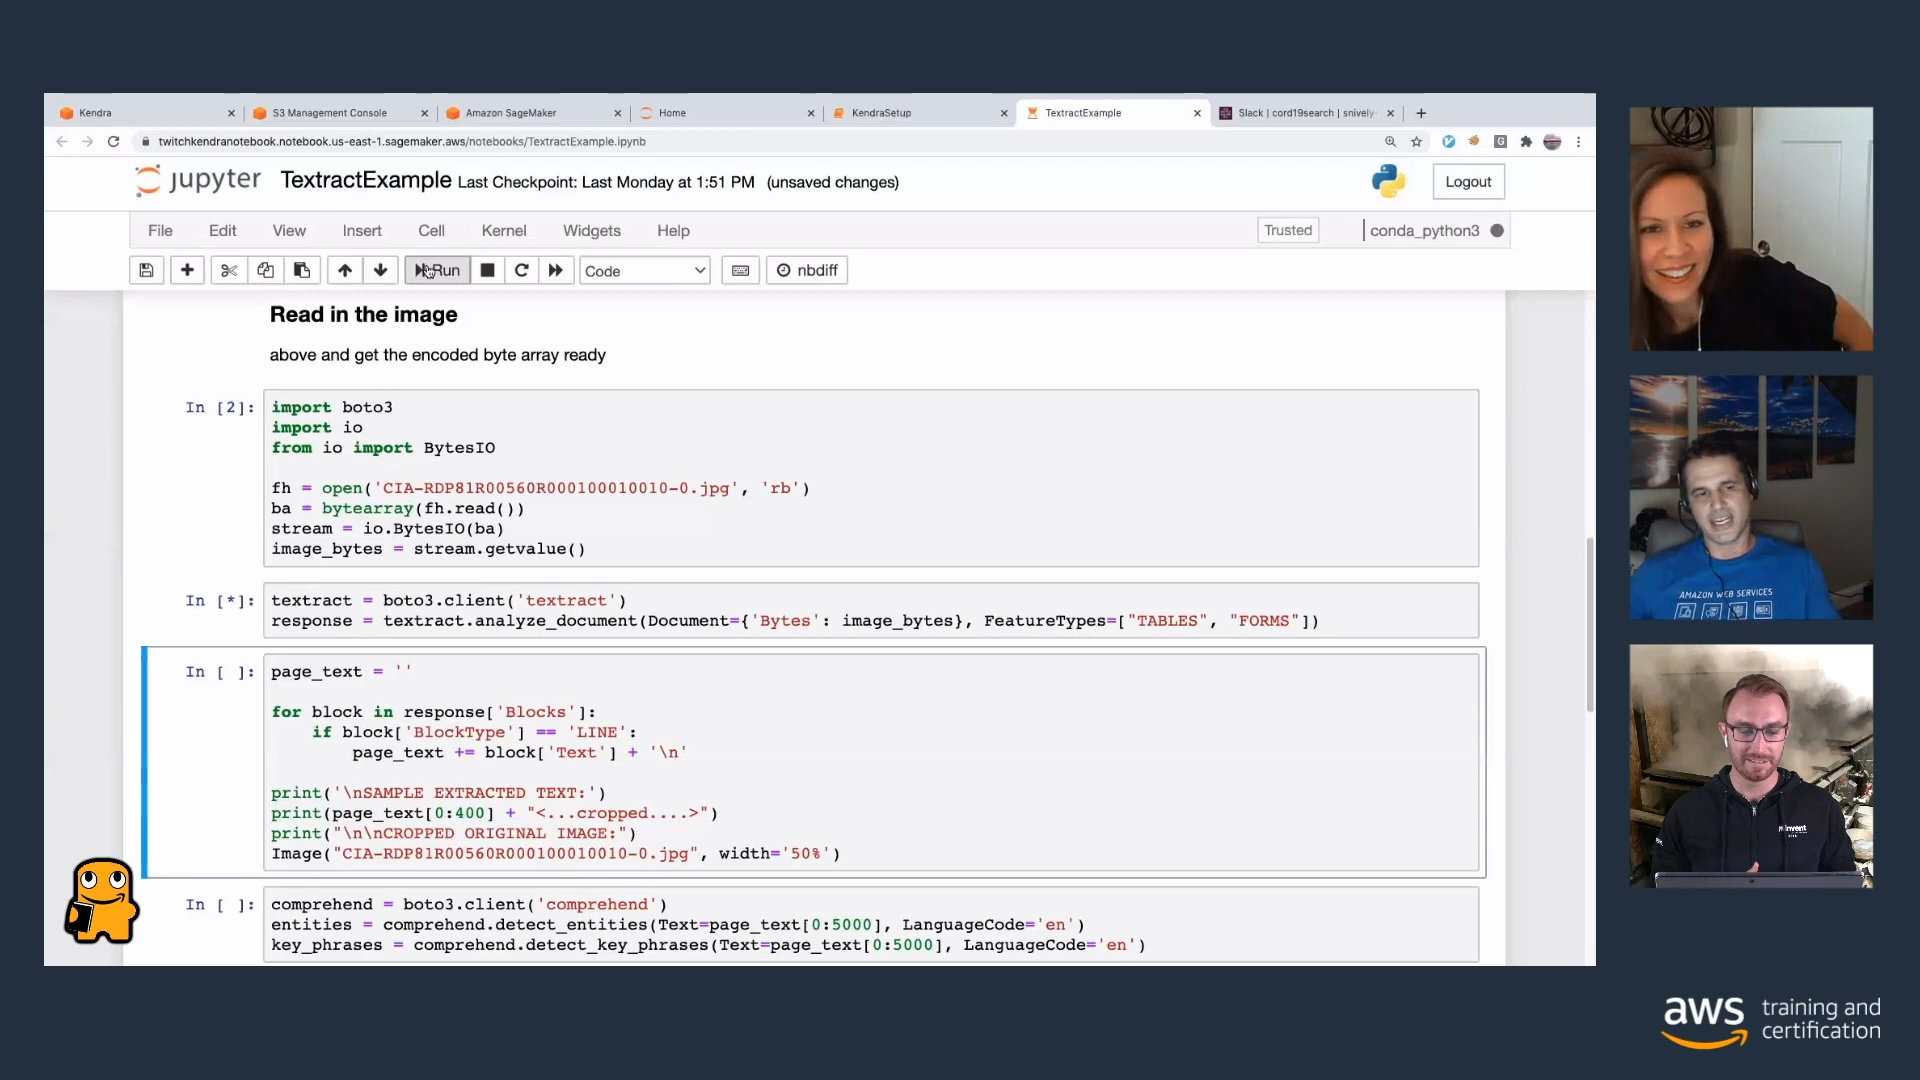 Kendra
S3 Management Console
Amazon SageMaker
Home
KendraSetup
TextractExample
Slack | cord19search | snively-
twitchkendranotebook.notebook.us-east-1.sagemaker.aws/notebooks/TextractExample.ipynb
jupyter TextractExample Last Checkpoint: Last Monday at 1:51 PM (unsaved changes)
Logout
File Edit View Insert Cell Kernel Widgets Help
Trusted
conda_python3
Run
Code
nbdiff
Read in the image
above and get the encoded byte array ready
In [2]:
import boto3
import io
from io import BytesIO
fh = open('CIA-RDP81R00560R000100010010-0.jpg', 'rb')
ba = bytearray(fh.read())
stream = io.BytesIO(ba)
image_bytes = stream.getvalue()
In [*]:
textract = boto3.client('textract')
response = textract.analyze_document(Document={'Bytes': image_bytes}, FeatureTypes=["TABLES", "FORMS"])
In [ ]:
page_text = ''
for block in response['Blocks']:
    if block['BlockType'] == 'LINE':
        page_text += block['Text'] + '\n'
print('\nSAMPLE EXTRACTED TEXT:')
print(page_text[0:400] + "<...cropped....>")
print("\n\nCROPPED ORIGINAL IMAGE:")
Image("CIA-RDP81R00560R000100010010-0.jpg", width='50%')
In [ ]:
comprehend = boto3.client('comprehend')
entities = comprehend.detect_entities(Text=page_text[0:5000], LanguageCode='en')
key_phrases = comprehend.detect_key_phrases(Text=page_text[0:5000], LanguageCode='en')
AMAZON WEB SERVICES
aws training and
certification